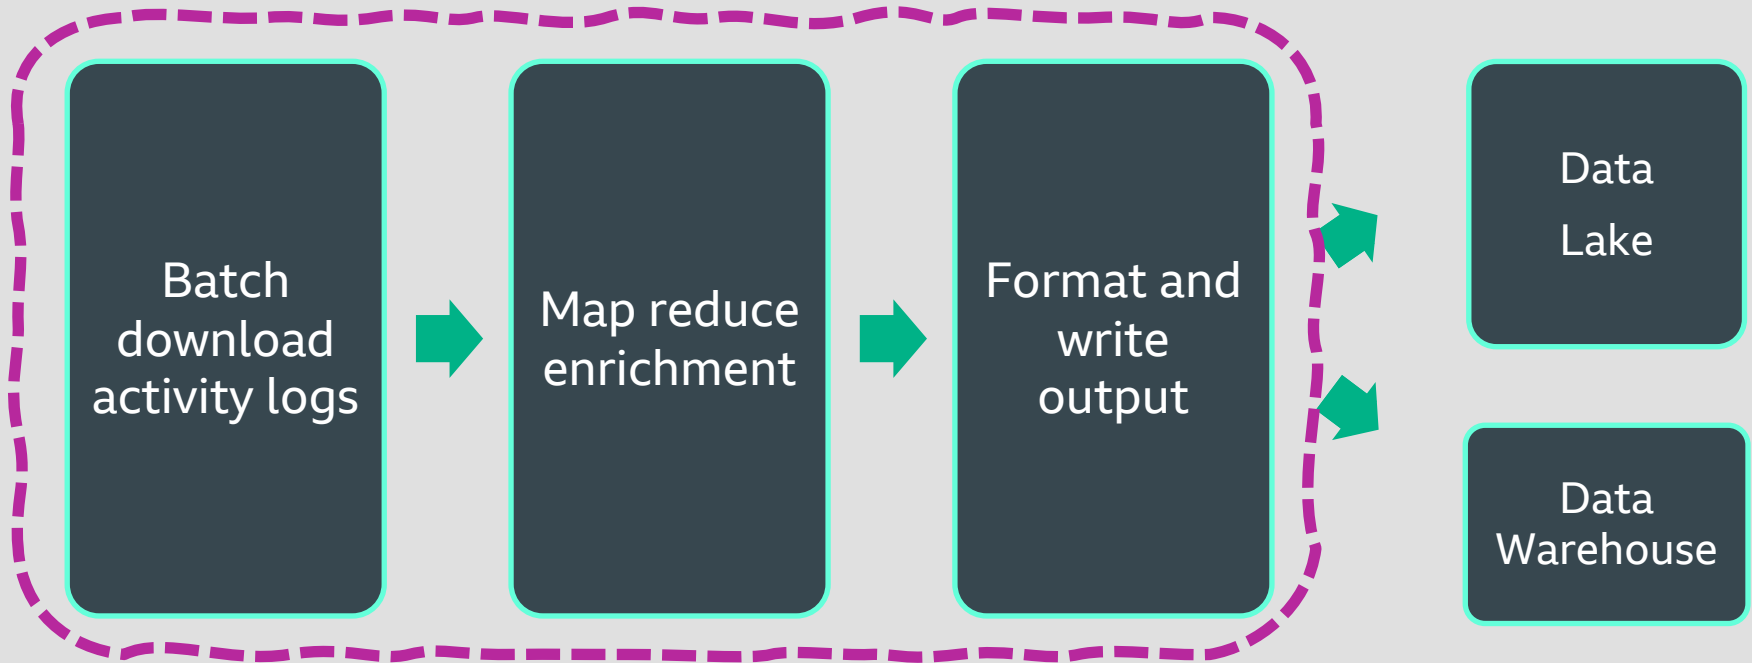 Batch
download
activity logs
Map reduce
enrichment
Format and
write
output
Data
Lake
Data
Warehouse